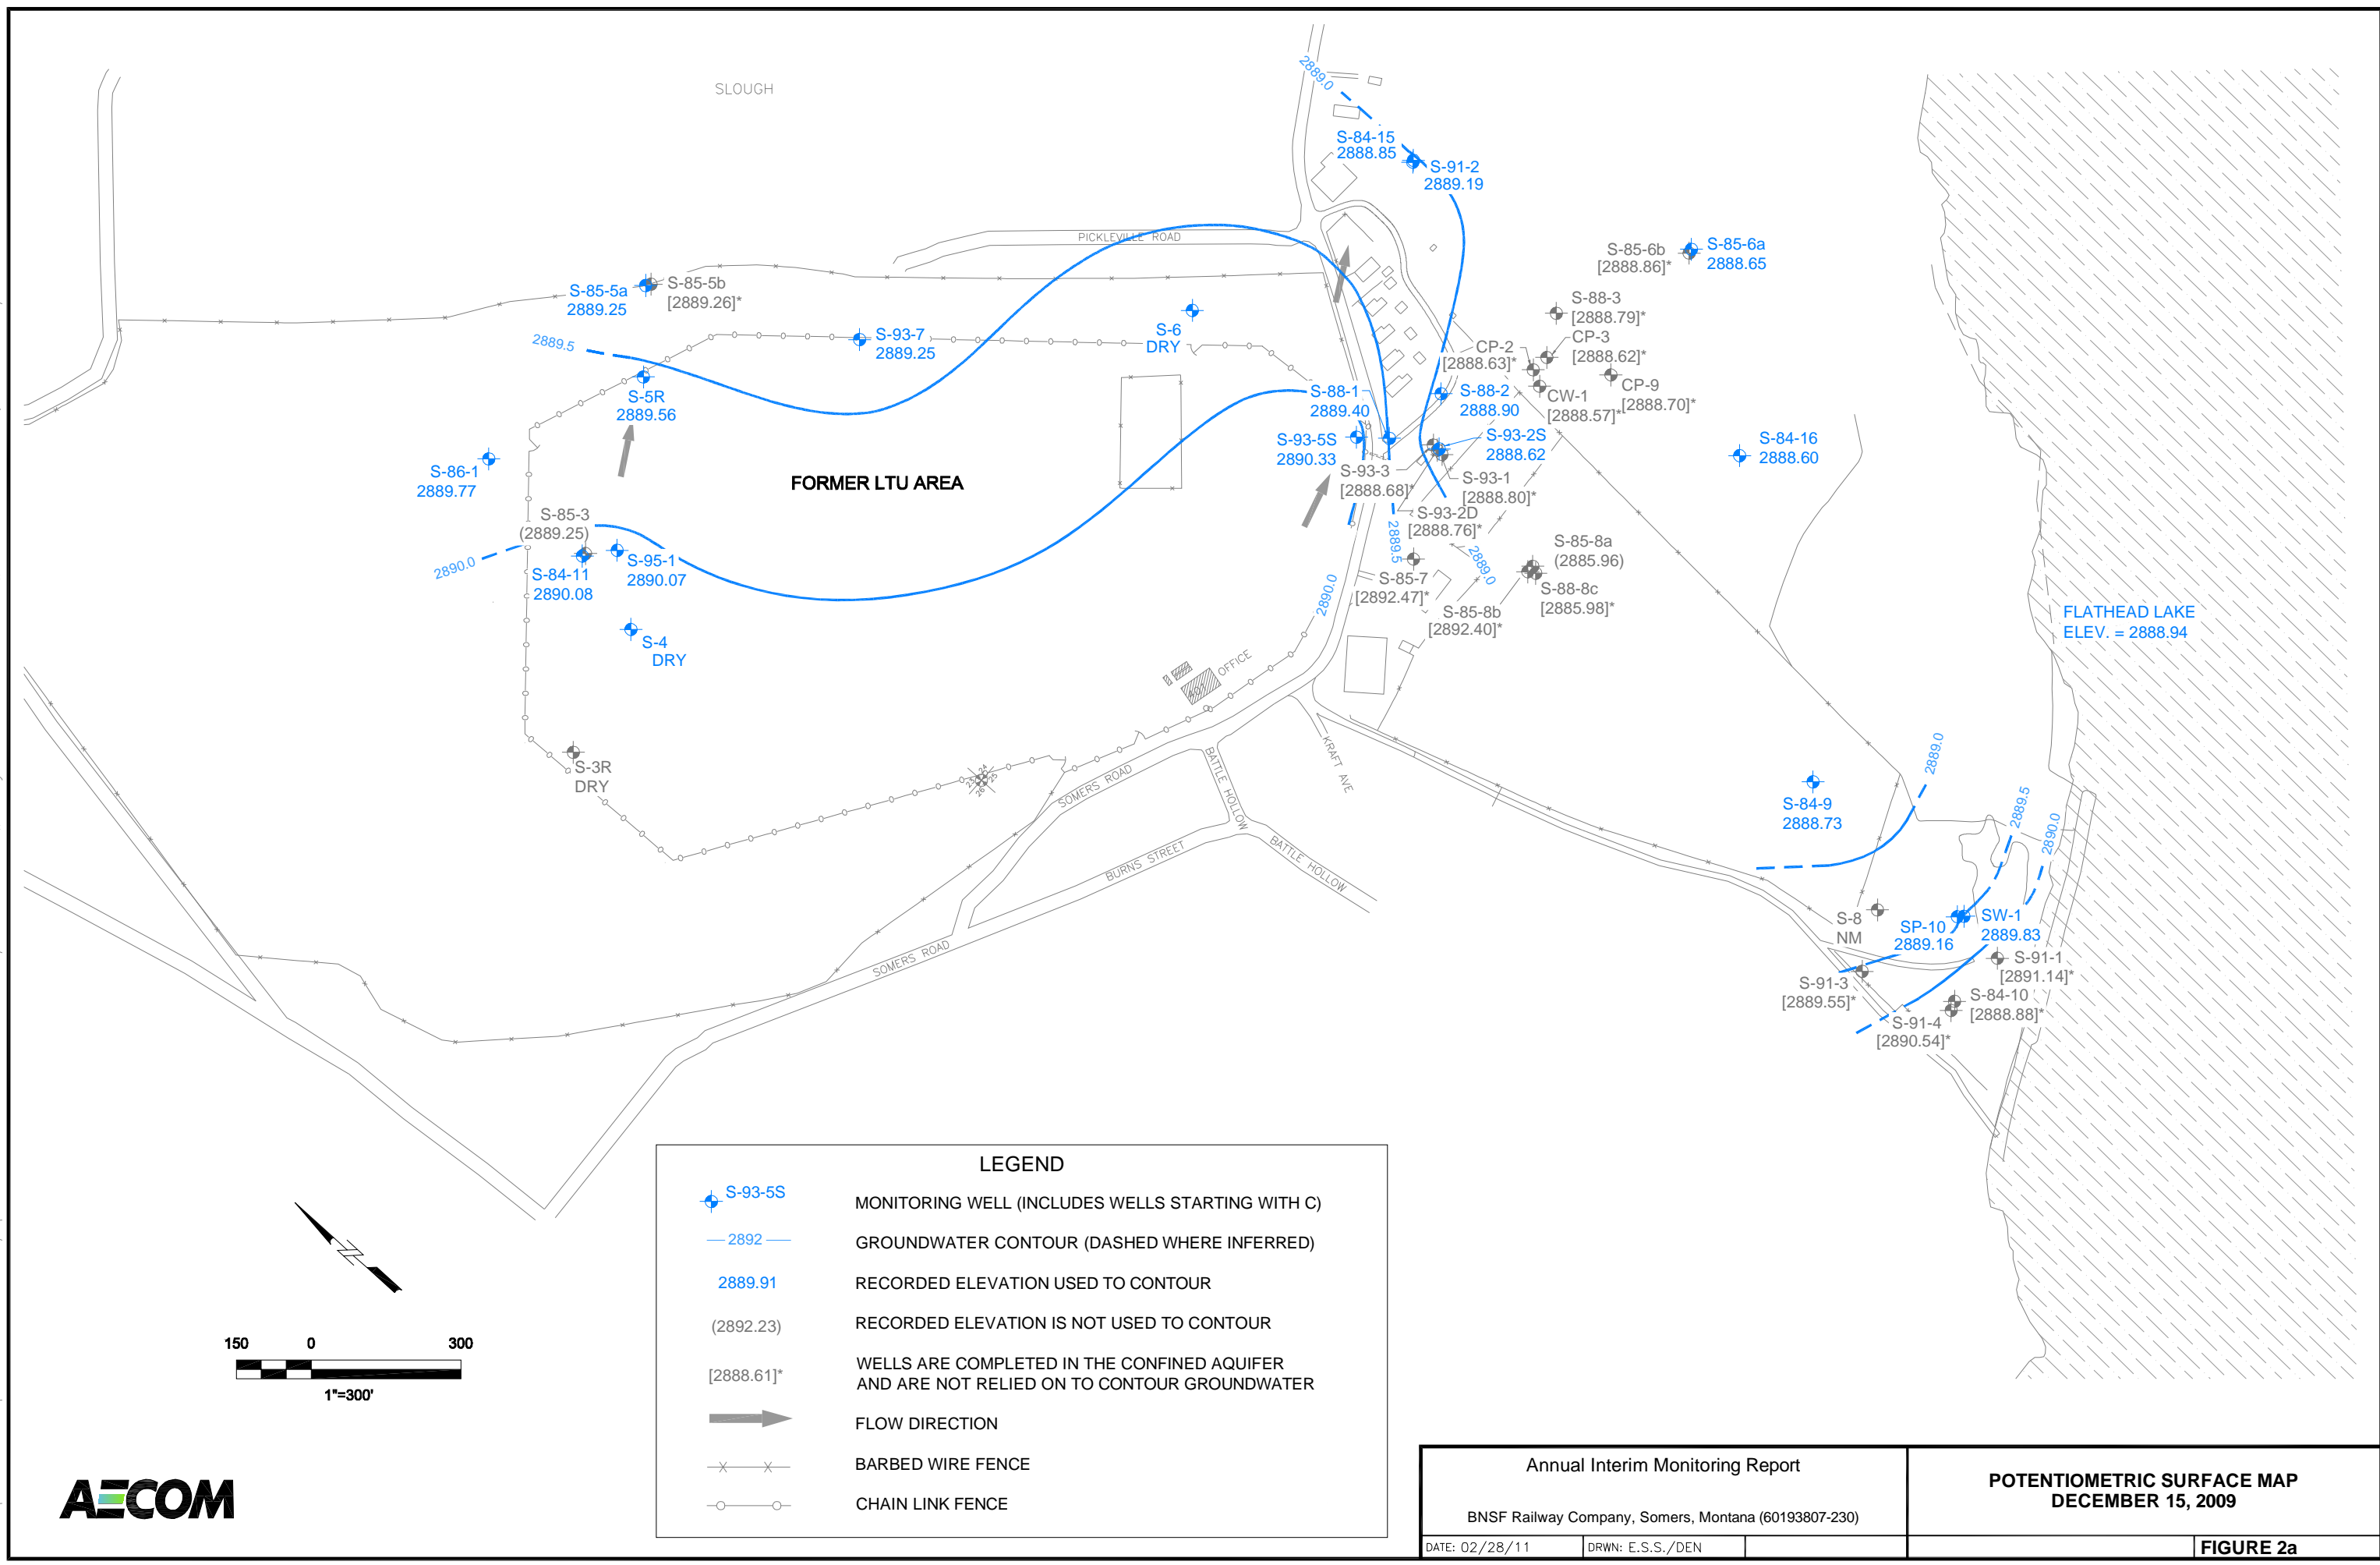 SLOUGH
2889.0
S-84-15
2888.85
S-91-2
2889.19
PICKLEVILLE ROAD
S-85-6b
[2888.86]*
S-85-6a
2888.65
S-85-5a
2889.25
S-85-5b
[2889.26]*
S-88-3
[2888.79]*
2889.5
S-93-7
2889.25
S-6
DRY
CP-2
[2888.63]*
CP-3
[2888.62]*
S-5R
2889.56
S-88-1
2889.40
S-88-2
2888.90
CW-1
[2888.57]*
CP-9
[2888.70]*
S-93-5S
2890.33
S-93-2S
2888.62
S-84-16
2888.60
S-86-1
2889.77
FORMER LTU AREA
S-93-3
[2888.68]*
S-93-1
[2888.80]*
S-85-3
(2889.25)
S-93-2D
[2888.76]*
2889.5
2889.0
S-85-8a
(2885.96)
2890.0
S-84-11
2890.08
S-95-1
2890.07
S-85-7
[2892.47]*
2890.0
S-88-8c
[2885.98]*
S-85-8b
[2892.40]*
FLATHEAD LAKE
ELEV. = 2888.94
S-4
DRY
OFFICE
S-3R
DRY
KRAFT AVE
BATTLE HOLLOW
SOMERS ROAD
2889.0
S-84-9
2888.73
2889.5
2890.0
BURNS STREET
BATTLE HOLLOW
S-8
NM
SP-10
2889.16
SW-1
2889.83
SOMERS ROAD
S-91-3
[2889.55]*
S-91-1
[2891.14]*
S-84-10
[2888.88]*
S-91-4
[2890.54]*
LEGEND
S-93-5S
MONITORING WELL (INCLUDES WELLS STARTING WITH C)
2892
GROUNDWATER CONTOUR (DASHED WHERE INFERRED)
2889.91
RECORDED ELEVATION USED TO CONTOUR
(2892.23)
RECORDED ELEVATION IS NOT USED TO CONTOUR
[2888.61]*
WELLS ARE COMPLETED IN THE CONFINED AQUIFER
AND ARE NOT RELIED ON TO CONTOUR GROUNDWATER
FLOW DIRECTION
BARBED WIRE FENCE
CHAIN LINK FENCE
N
150 0 300
1"=300'
AECOM
Annual Interim Monitoring Report
BNSF Railway Company, Somers, Montana (60193807-230)
DATE: 02/28/11
DRWN: E.S.S./DEN
POTENTIOMETRIC SURFACE MAP
DECEMBER 15, 2009
FIGURE 2a